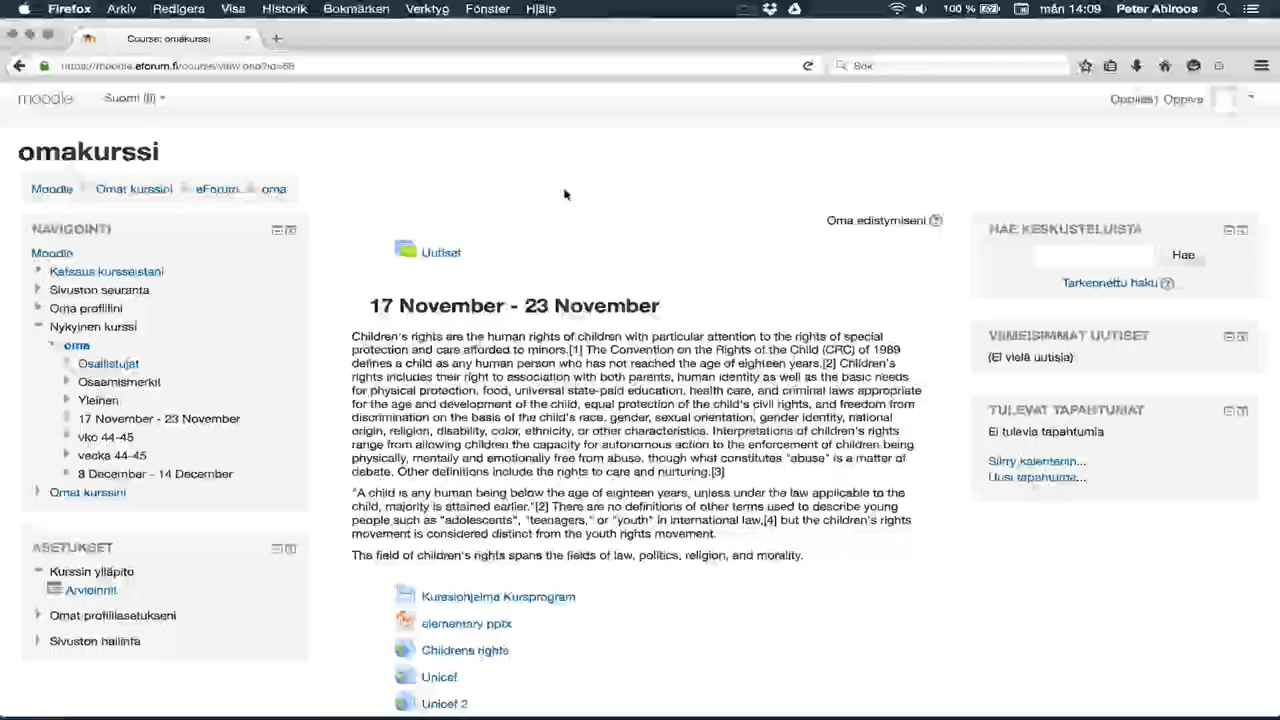 Firefox Arkiv Redigera Visa Historik Bokmärken Verktyg Fönster Hjälp 100 % mån 14:09 Peter Ahlroos
Course: omakurssi
https://moodle.eforum.fi/course/view.php?id=68
Sök
moodle Suomi (fi)
Oppilas1 Oppiva
omakurssi
Moodle Omat kurssini eForum oma
NAVIGOINTI
Moodle
Katsaus kursseistani
Sivuston seuranta
Oma profiilini
Nykyinen kurssi
oma
Osallistujat
Osaamismerkit
Yleinen
17 November - 23 November
vko 44-45
vecka 44-45
8 December - 14 December
Omat kurssini
ASETUKSET
Kurssin ylläpito
Arvioinnit
Omat profiiliasetukseni
Sivuston hallinta
Oma edistymiseni
Uutiset
17 November - 23 November
Children's rights are the human rights of children with particular attention to the rights of special
protection and care afforded to minors.[1] The Convention on the Rights of the Child (CRC) of 1989
defines a child as any human person who has not reached the age of eighteen years.[2] Children's
rights includes their right to association with both parents, human identity as well as the basic needs
for physical protection, food, universal state-paid education, health care, and criminal laws appropriate
for the age and development of the child, equal protection of the child's civil rights, and freedom from
discrimination on the basis of the child's race, gender, sexual orientation, gender identity, national
origin, religion, disability, color, ethnicity, or other characteristics. Interpretations of children's rights
range from allowing children the capacity for autonomous action to the enforcement of children being
physically, mentally and emotionally free from abuse, though what constitutes "abuse" is a matter of
debate. Other definitions include the rights to care and nurturing.[3]
"A child is any human being below the age of eighteen years, unless under the law applicable to the
child, majority is attained earlier."[2] There are no definitions of other terms used to describe young
people such as "adolescents", "teenagers," or "youth" in international law,[4] but the children's rights
movement is considered distinct from the youth rights movement.
The field of children's rights spans the fields of law, politics, religion, and morality.
Kurssiohjelma Kursprogram
elementary pptx
Childrens rights
Unicef
Unicef 2
HAE KESKUSTELUISTA
Hae
Tarkennettu haku
VIIMEISIMMÄT UUTISET
(Ei vielä uutisia)
TULEVAT TAPAHTUMAT
Ei tulevia tapahtumia
Siirry kalenteriin...
Uusi tapahtuma...